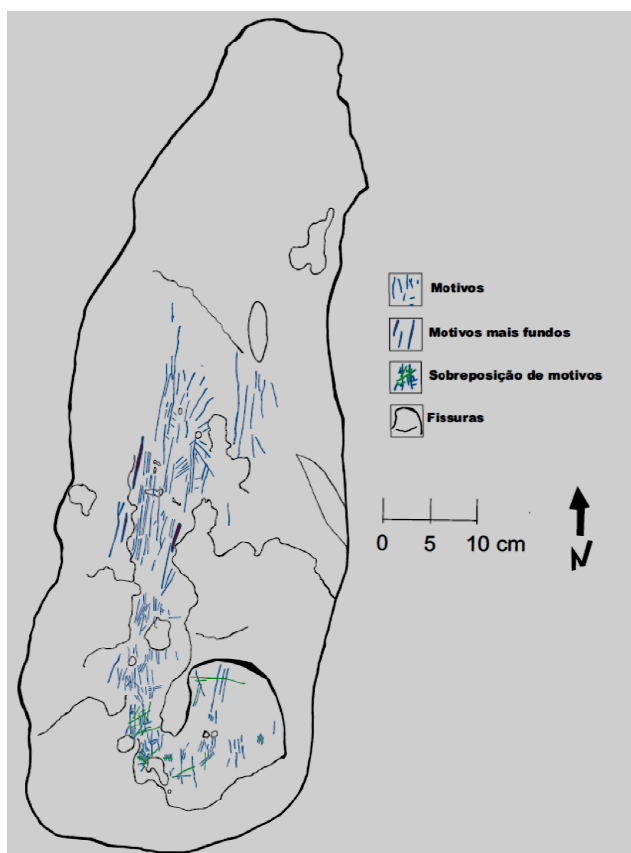 Motivos
Motivos mais fundos
Sobreposição de motivos
Fissuras
0 5 10 cm
N